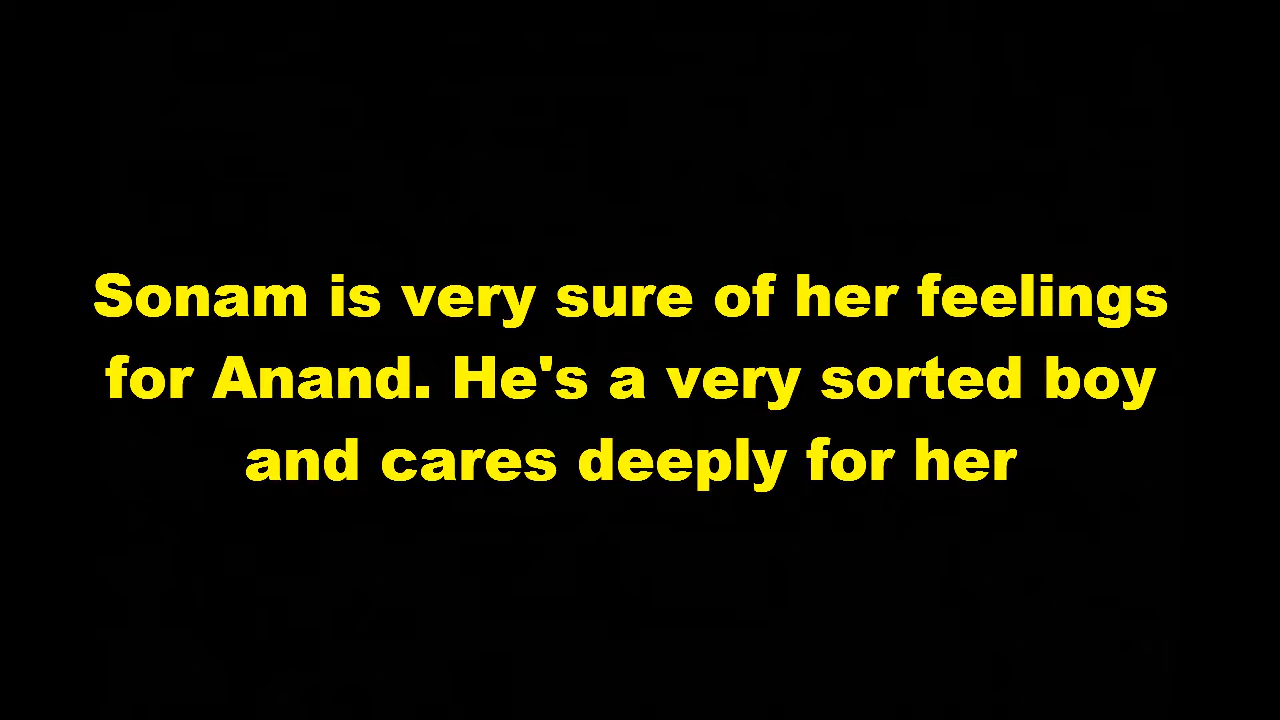 Sonam is very sure of her feelings
for Anand. He's a very sorted boy
and cares deeply for her